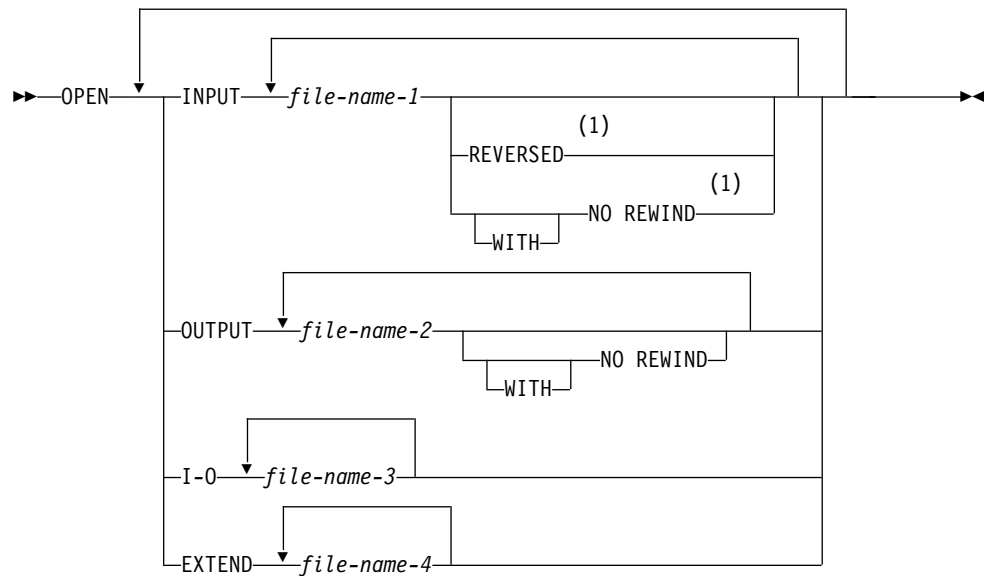 OPEN INPUT file-name-1
(1)
REVERSED
(1)
NO REWIND
WITH
OUTPUT file-name-2
NO REWIND
WITH
I-O file-name-3
EXTEND file-name-4